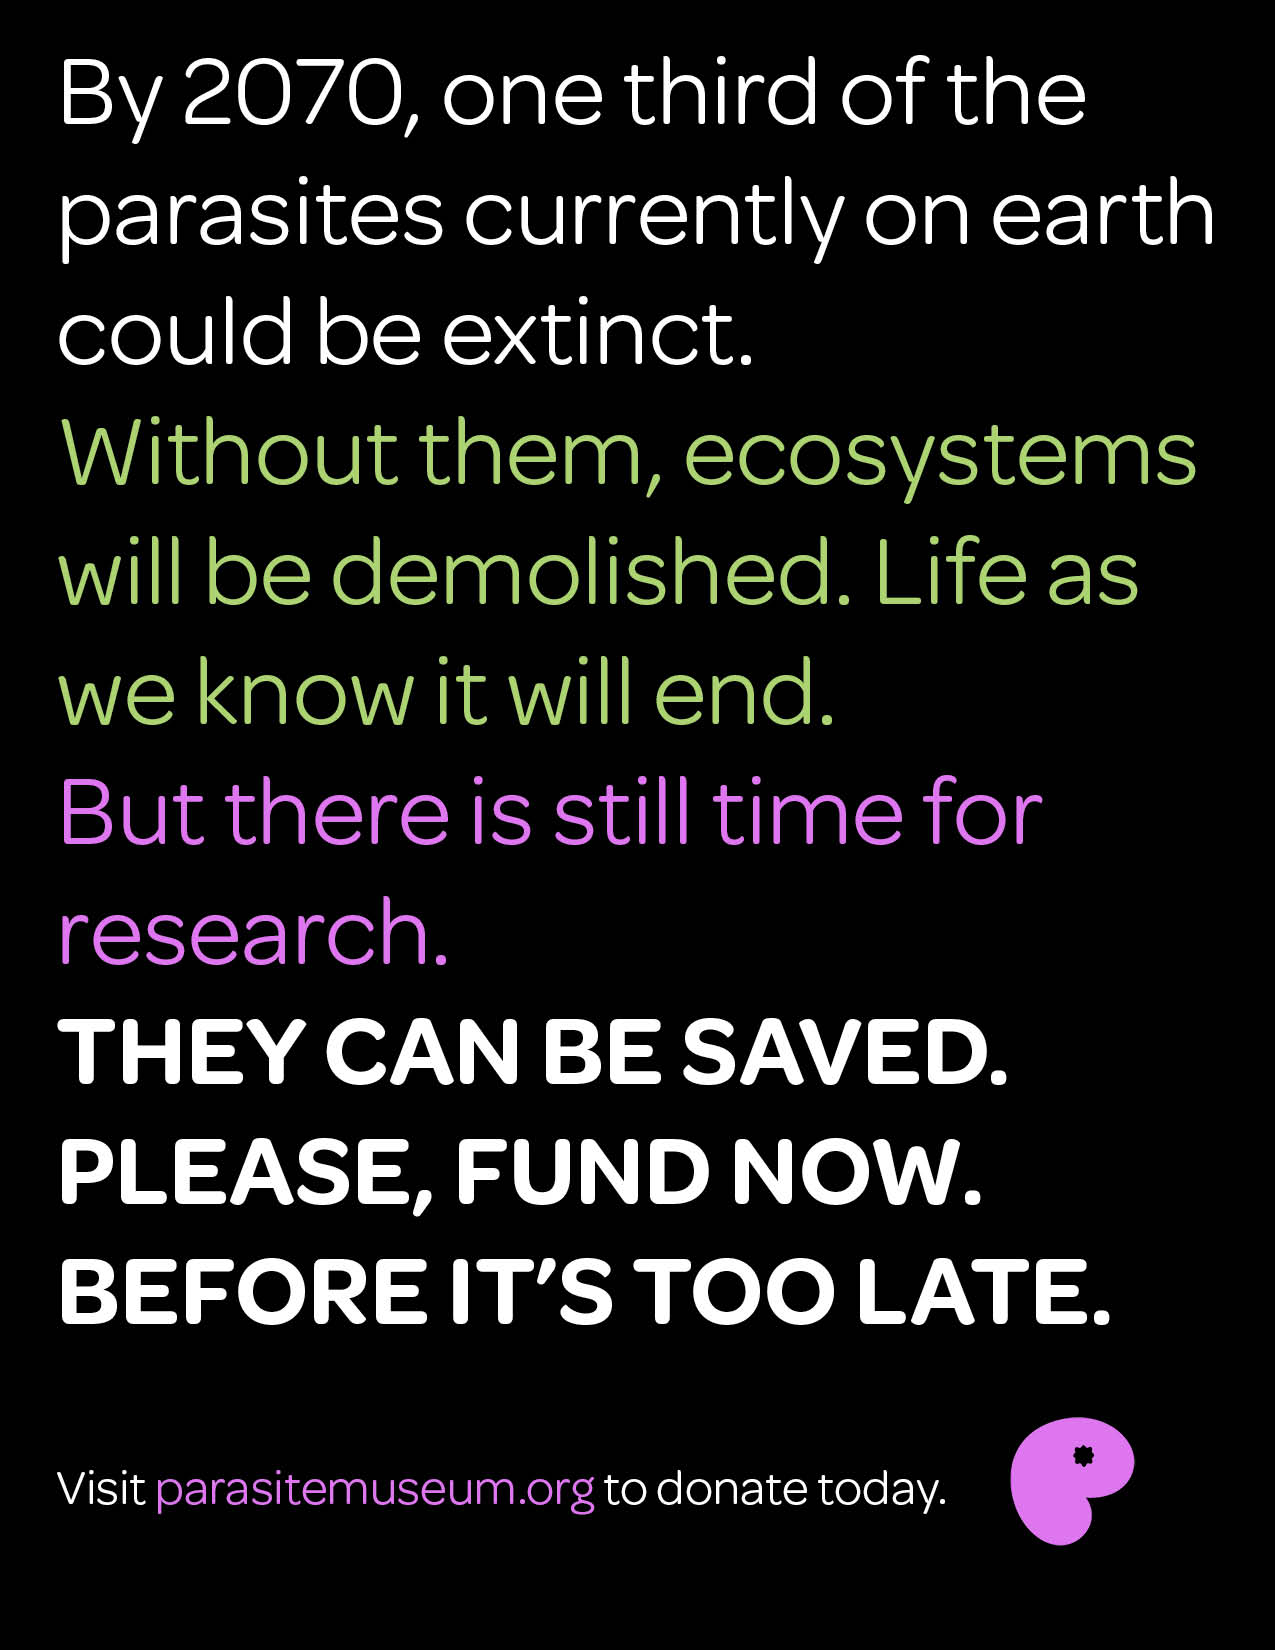 By 2070, one third of the
parasites currently on earth
could be extinct.
Without them, ecosystems
will be demolished. Life as
we know it will end.
But there is still time for
research.
THEY CAN BE SAVED.
PLEASE, FUND NOW.
BEFORE IT’S TOO LATE.
Visit parasitemuseum.org to donate today.